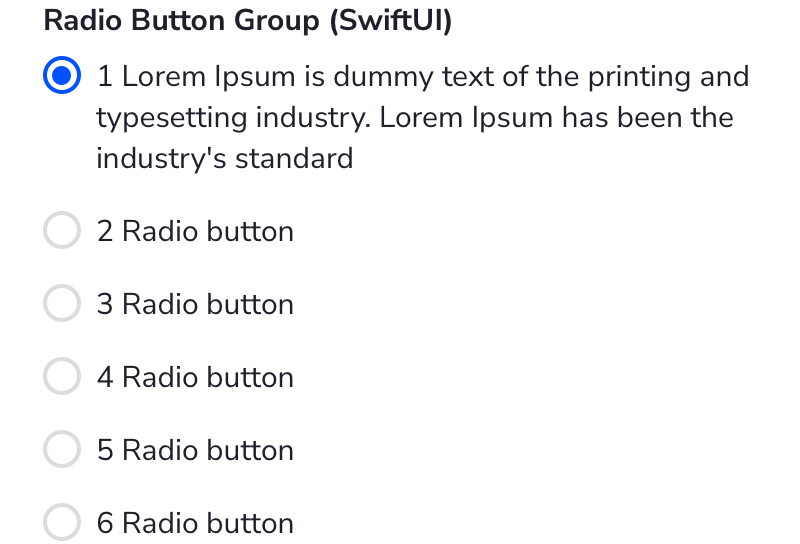 Radio Button Group (SwiftUI)
1 Lorem Ipsum is dummy text of the printing and
typesetting industry. Lorem Ipsum has been the
industry's standard
2 Radio button
3 Radio button
4 Radio button
5 Radio button
6 Radio button